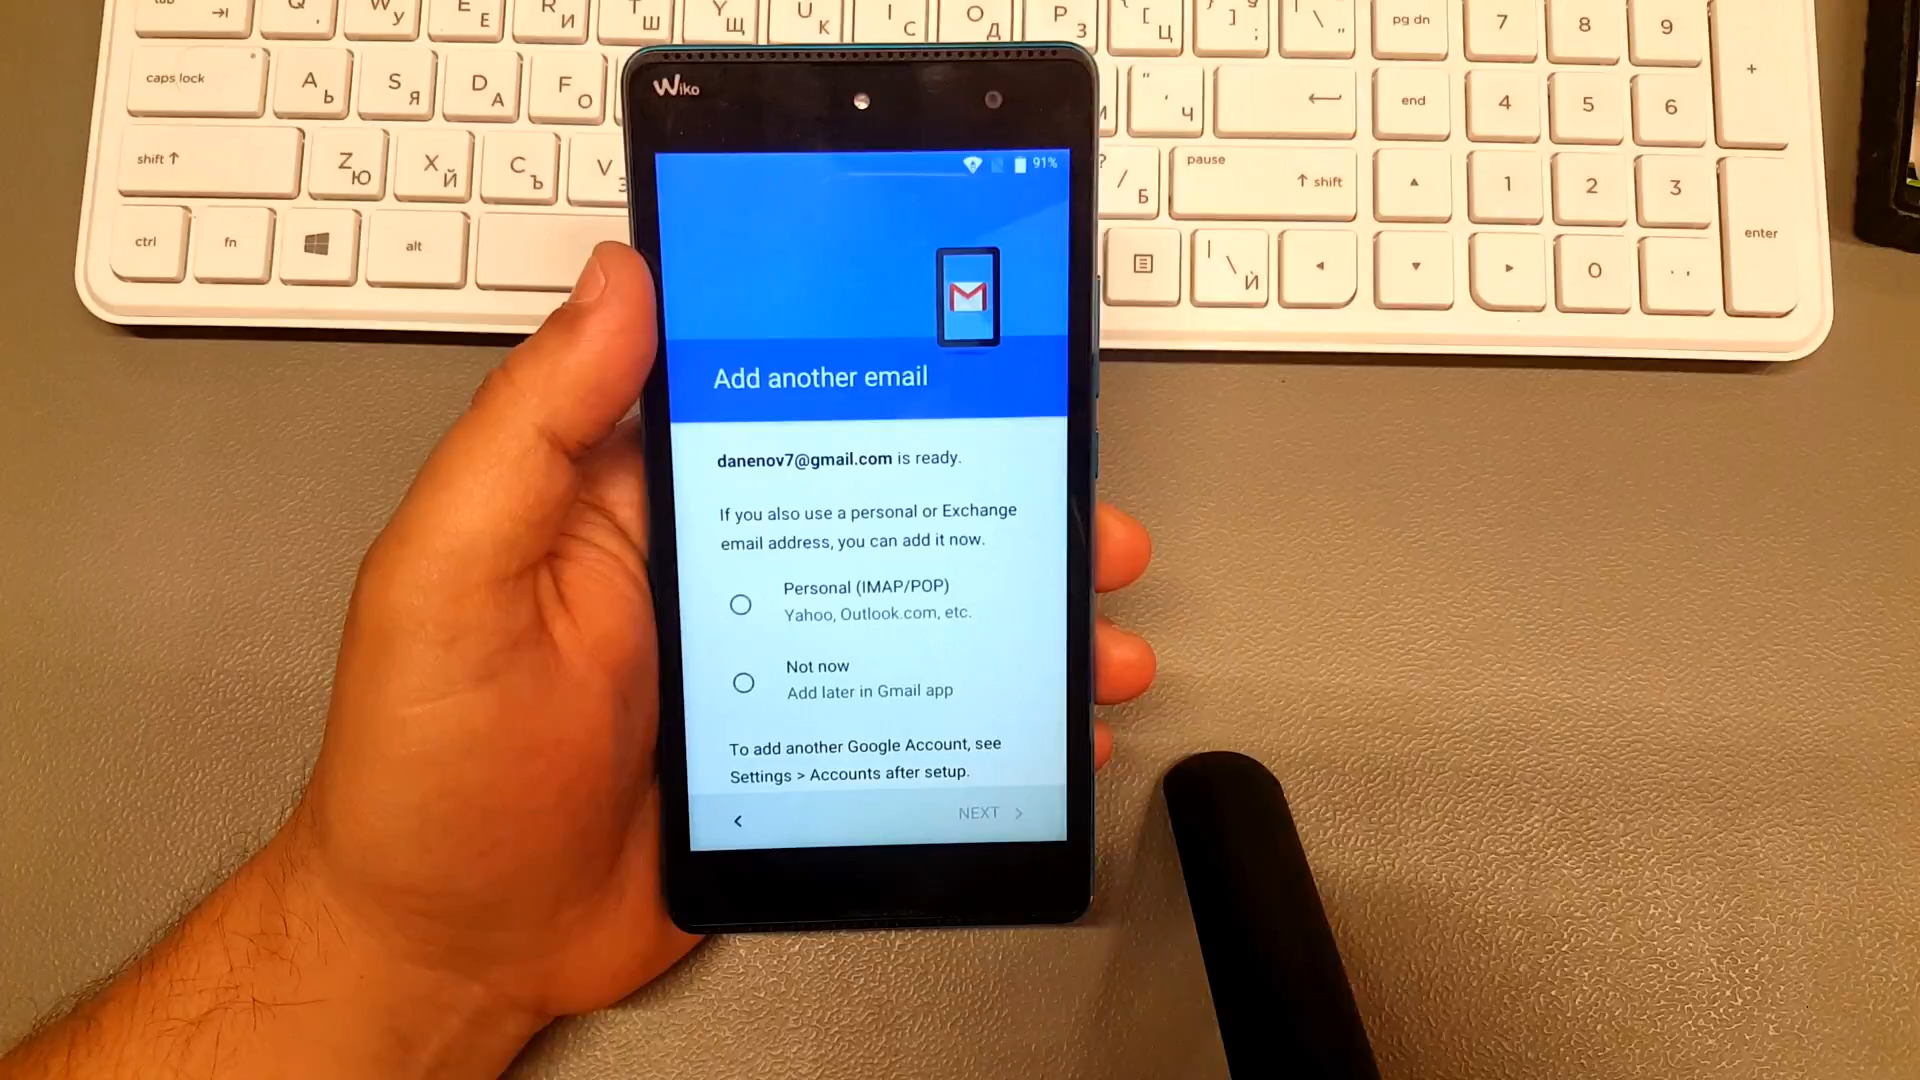 Wiko
91%
Add another email
danenov7@gmail.com is ready.
If you also use a personal or Exchange
email address, you can add it now.
Personal (IMAP/POP)
Yahoo, Outlook.com, etc.
Not now
Add later in Gmail app
To add another Google Account, see
Settings > Accounts after setup.
NEXT
У Е Е И Ш Щ U К I С О Д Р З [ Ц ] ; \ „ pg dn 7 8 9
caps lock A Ь S Я D А F О " ' Ч end 4 5 6 +
shift Z Ю X Й C Ъ V / Б pause shift 1 2 3
ctrl fn alt \ Й 0 . , enter